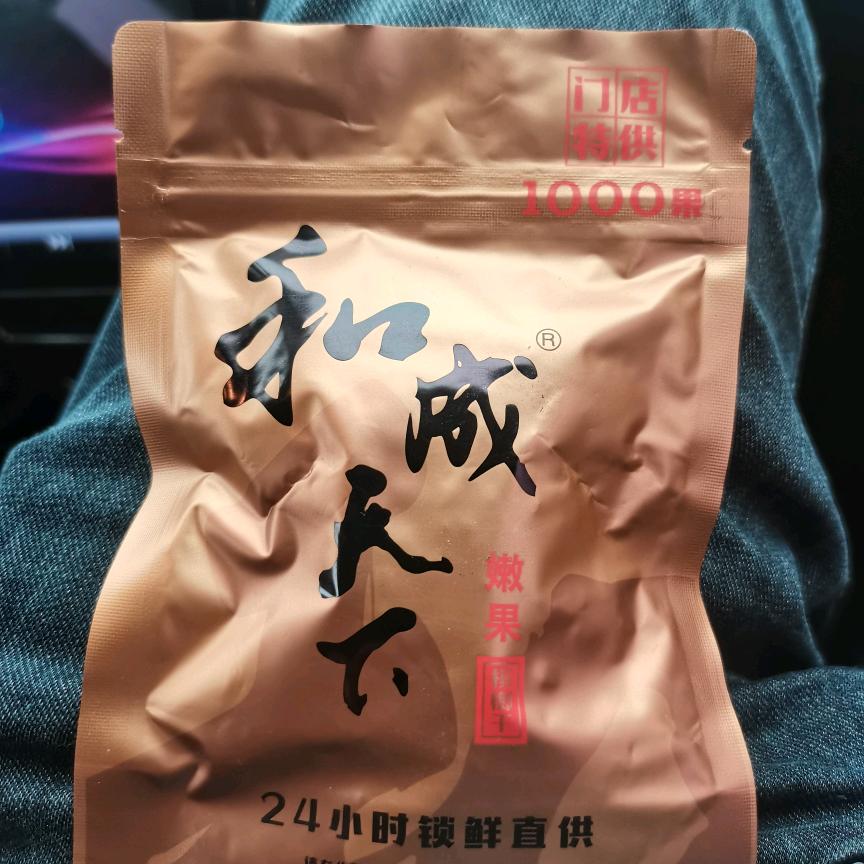 门店
特供
1000果
和成天下
®
嫩果
24小时锁鲜直供